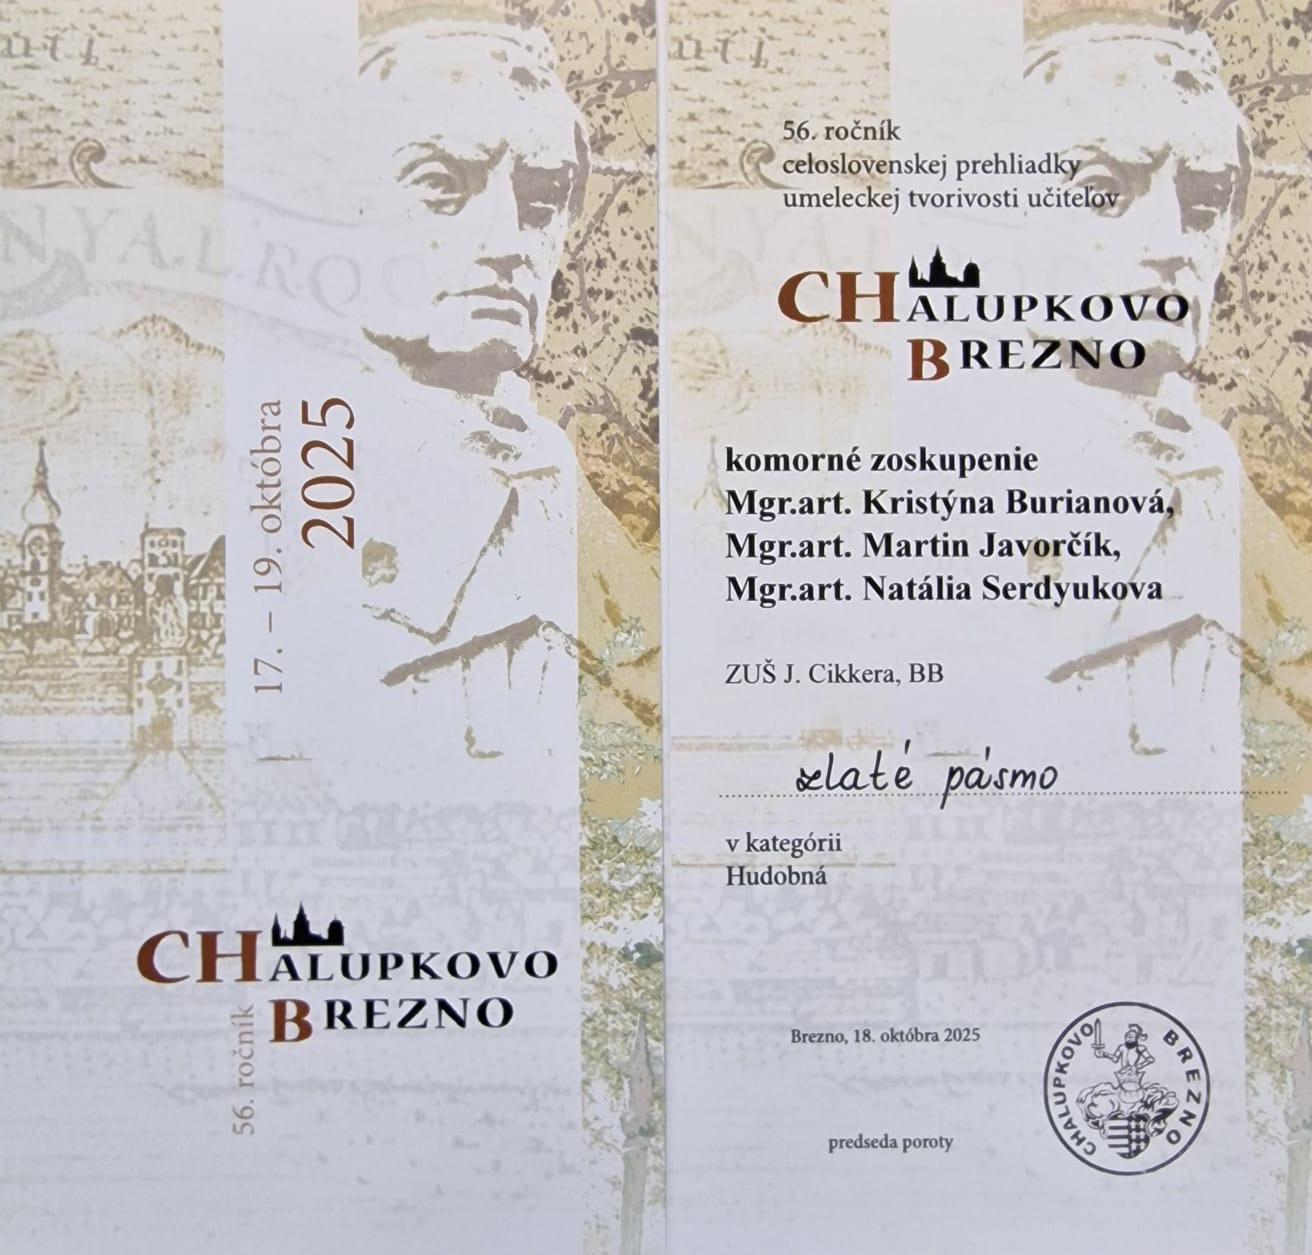 17. – 19. október
2025
56. ročník
CHALUPKOVO
BREZNO
56. ročník
celoslovenskej prehliadky
umeleckej tvorivosti učiteľov
CHALUPKOVO
BREZNO
komorné zoskupenie
Mgr.art. Kristýna Burianová,
Mgr.art. Martin Javorčík,
Mgr.art. Natália Serdyukova
ZUŠ J. Cikkera, BB
zlaté pásmo
v kategórii
Hudobná
Brezno, 18. októbra 2025
predseda poroty
CHALUPKOVO BREZNO